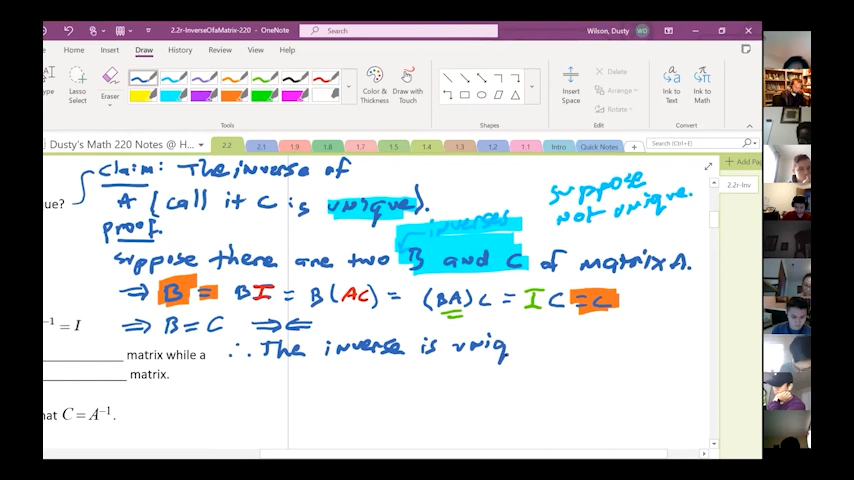 2.2r-InverseOfaMatrix-220 - OneNote
Search
Wilson, Dusty
WD
Home Insert Draw History Review View Help
Type
Lasso Select
Eraser
Color & Thickness
Draw with Touch
Insert Space
Delete
Arrange
Rotate
Ink to Text
Ink to Math
Tools Shapes Edit Convert
Dusty's Math 220 Notes @ H...
2.2 2.1 1.9 1.8 1.7 1.5 1.4 1.3 1.2 1.1 Intro Quick Notes +
Search (Ctrl+E)
Add Pag
2.2r-Inv
Claim: The inverse of
A (call it C is unique).
suppose
not unique.
ue?
proof.
inverses
suppose there are two B and C of matrix A.
⇒ B = BI = B(AC) = (BA)C = IC = C
⇒ B = C ⇒⇐
∴ The inverse is uniq
−1 = I
matrix while a
matrix.
at C = A−1.